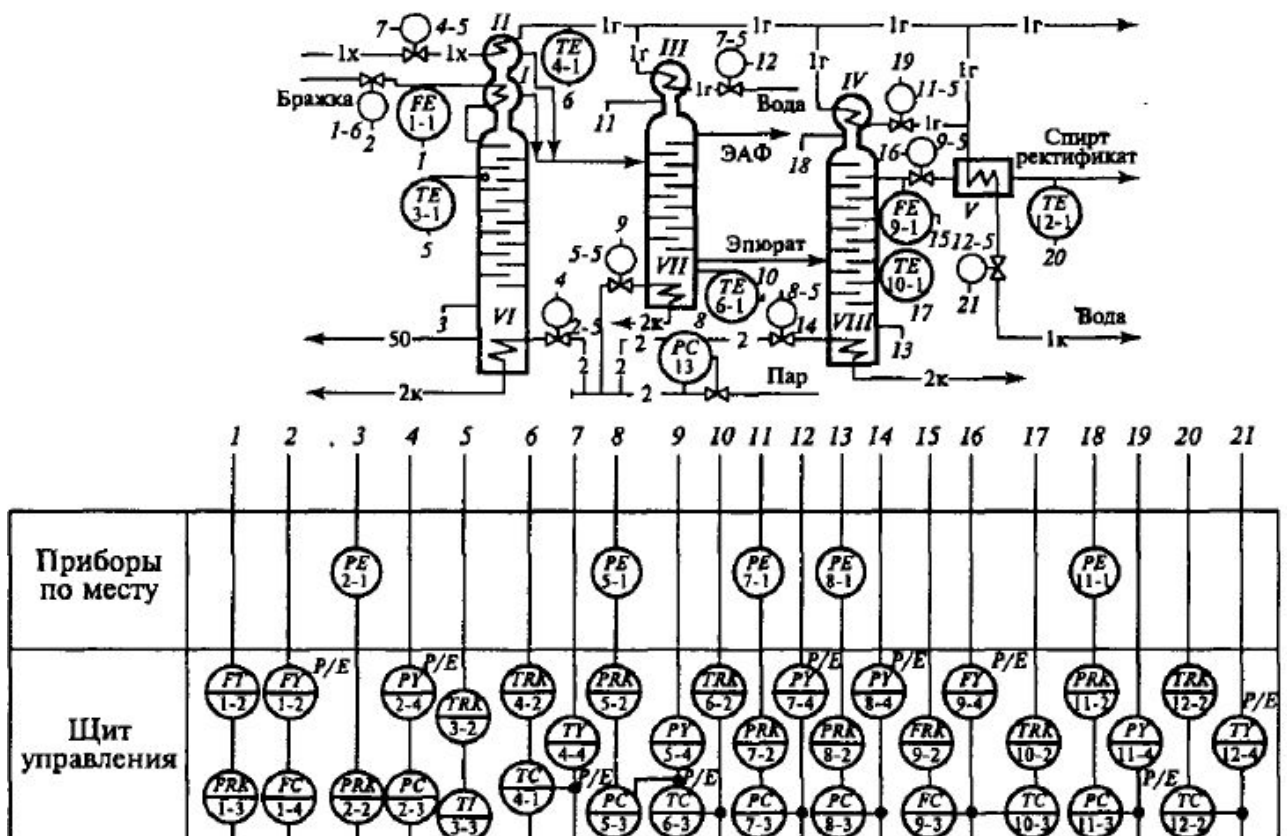 7 4-5 II 1г 1г 1г 1г
1х 1х TE 4-1 III 7-5 12 19
I 1г 1г IV 11-5 1г
Бражка FE 1-1 6 1г Вода 1г 9-5
1-6 2 11 16 Спирт ректификат
1 ЭАФ 18
TE 3-1 FE 9-1 V TE 12-1
5 9 Эпюрат 15 12-5 20
5-5 VII TE 10-1
4 TE 6-1 10 8-5 17 21
3 VI 2к 8 14 VIII 13 Вода
50 2-5 2 2 2 1к
2 PC 13 Пар
2к 2 2к
1 2 3 4 5 6 7 8 9 10 11 12 13 14 15 16 17 18 19 20 21
Приборы по месту
PE 2-1 PE 5-1 PE 7-1 PE 8-1 PE 11-1
Щит управления
P/E P/E P/E P/E P/E
FT 1-2 FY 1-2 PY 2-4 TRK 4-2 PRK 5-2 TRK 6-2 PY 7-4 PY 8-4 FY 9-4 PRK 11-2 TRK 12-2 P/E
TRK 3-2 TY 4-4 PY 5-4 PRK 7-2 PRK 8-2 FRK 9-2 TRK 10-2 PY 11-4 TY 12-4
P/E P/E P/E
FRK 1-3 FC 1-4 PRK 2-2 PC 2-3 TI 3-3 TC 4-1 PC 5-3 TC 6-3 PC 7-3 PC 8-3 FC 9-3 TC 10-3 PC 11-3 TC 12-2